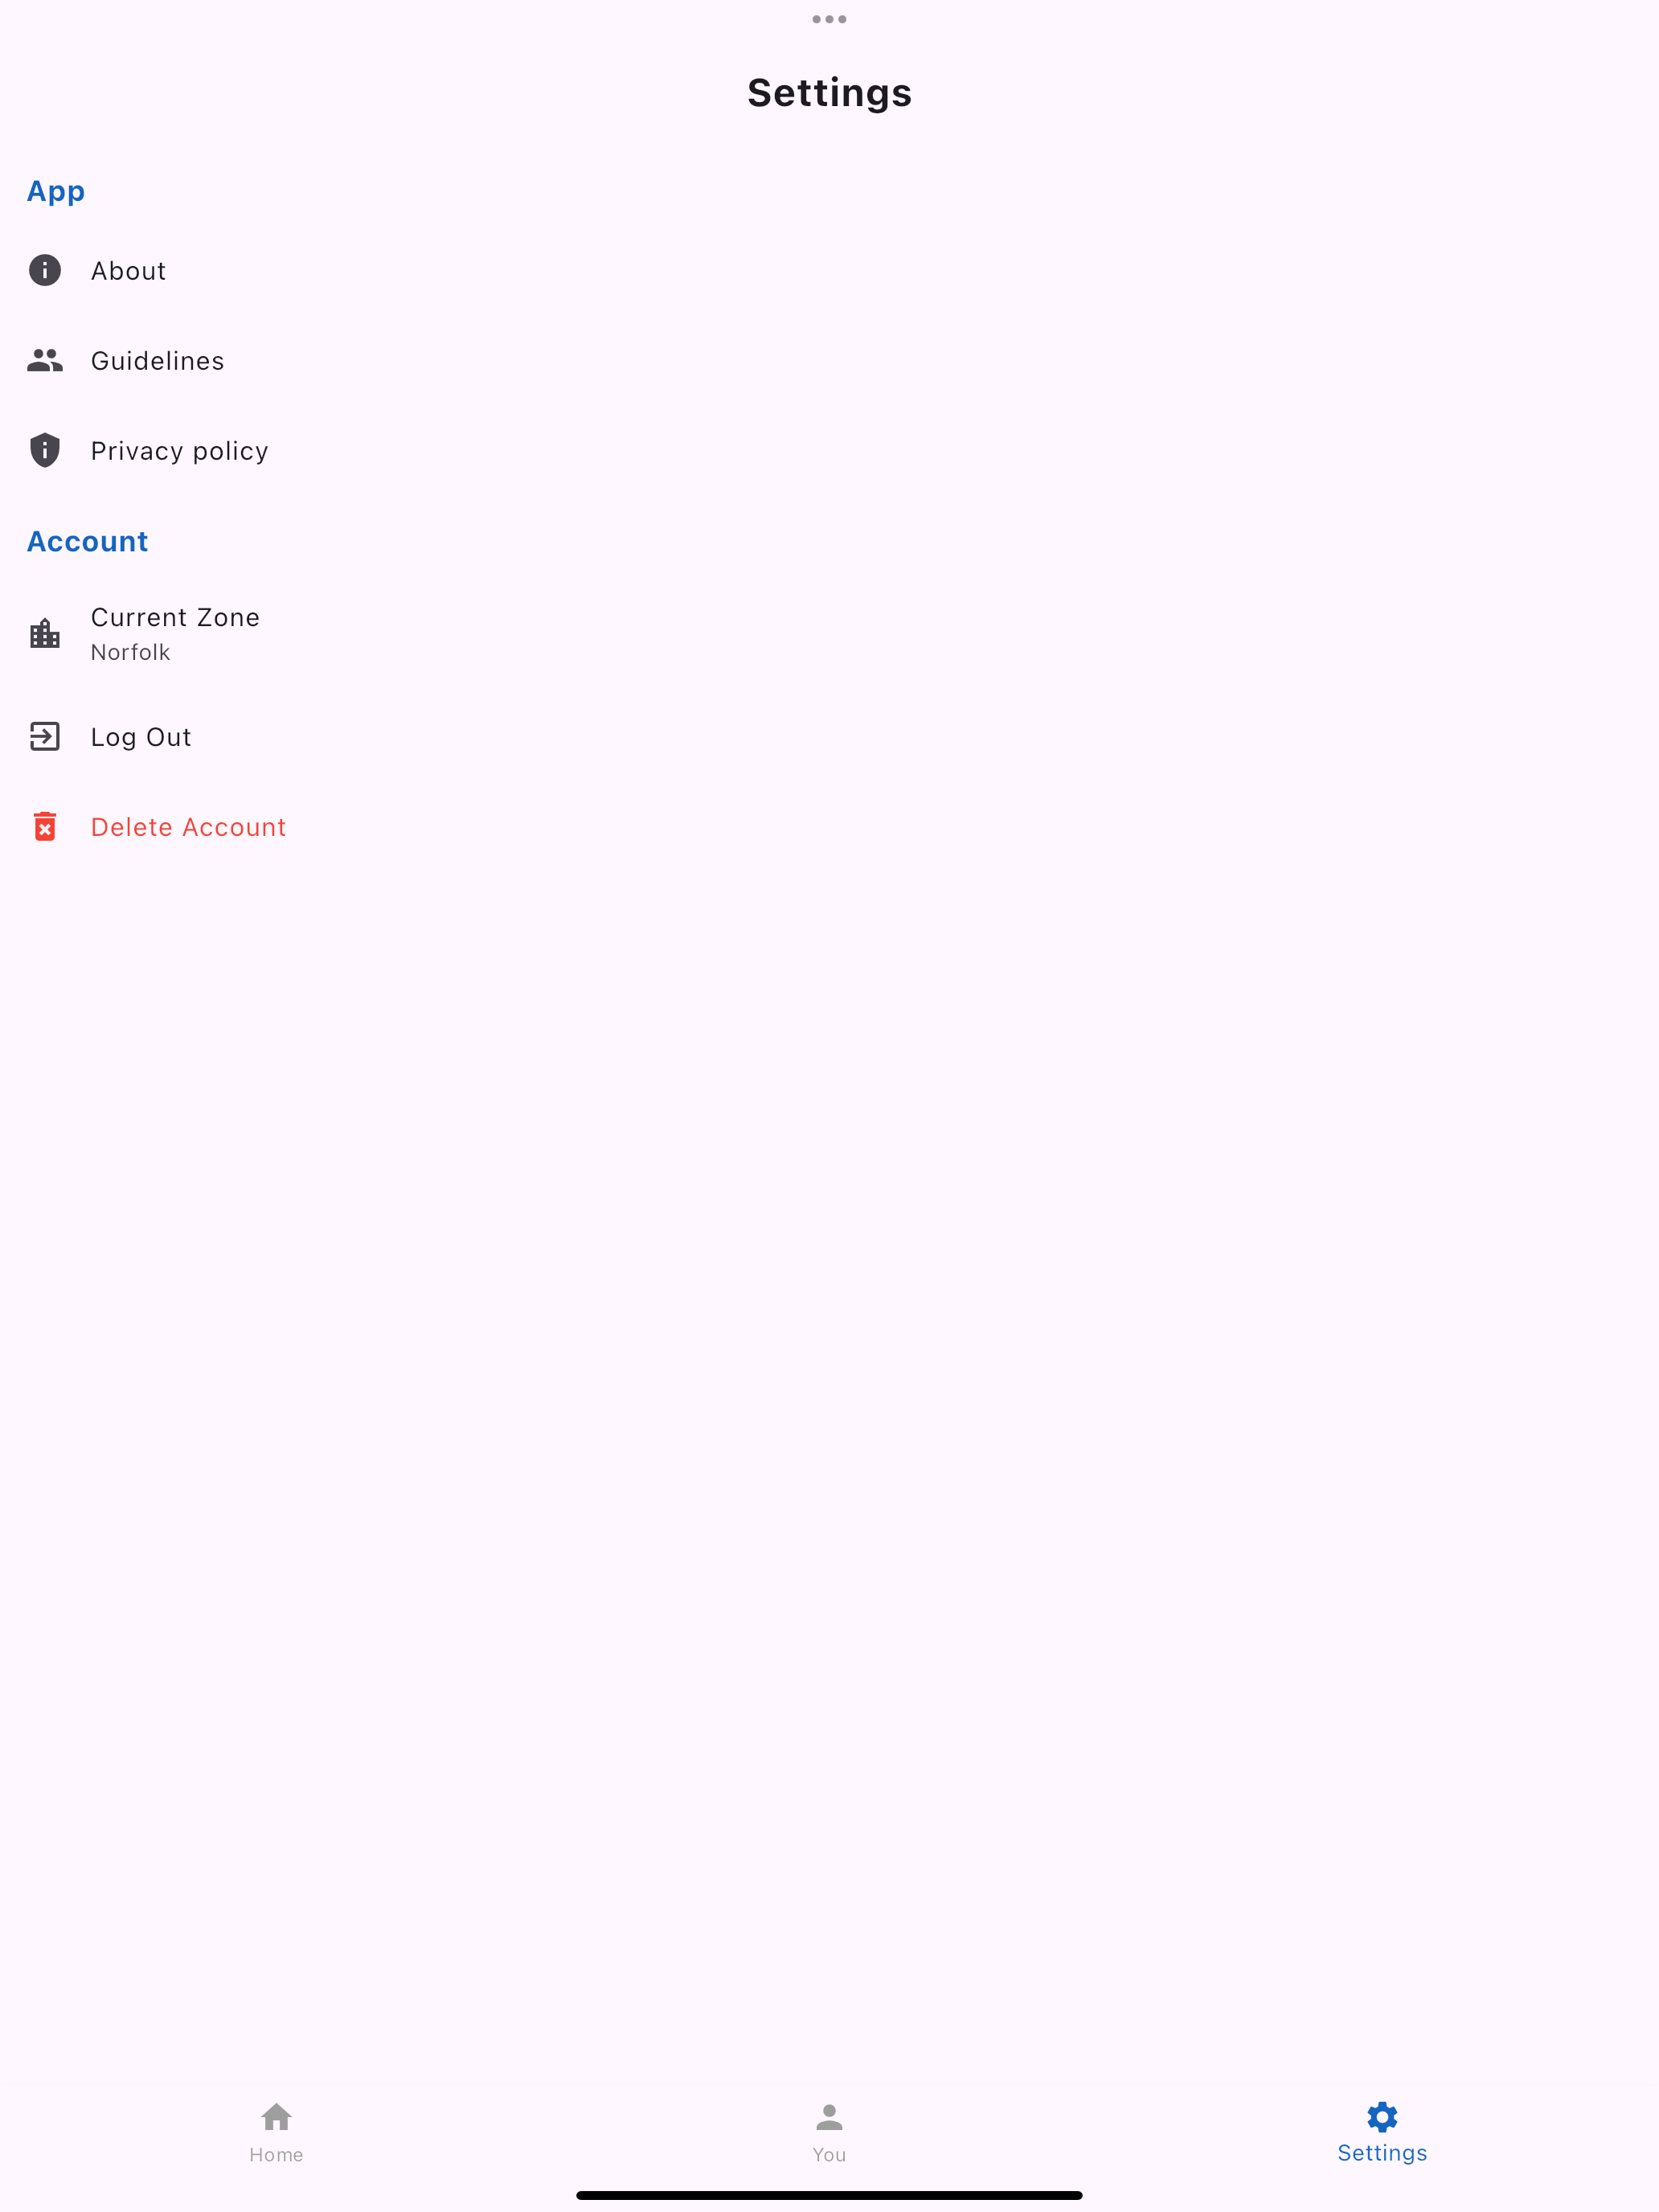 Settings
App
About
Guidelines
Privacy policy
Account
Current Zone
Norfolk
Log Out
Delete Account
Home
You
Settings